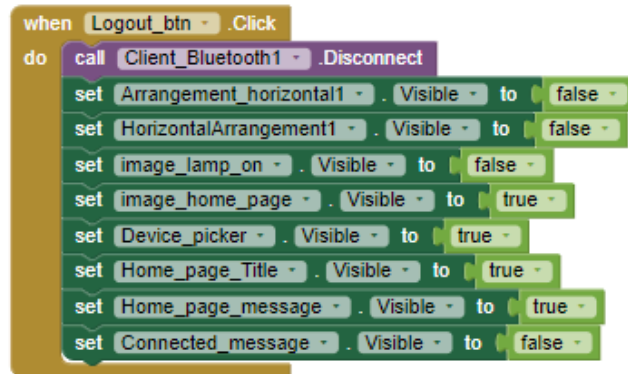 when Logout_btn .Click
do call Client_Bluetooth1 .Disconnect
set Arrangement_horizontal1 . Visible to false
set HorizontalArrangement1 . Visible to false
set image_lamp_on . Visible to false
set image_home_page . Visible to true
set Device_picker . Visible to true
set Home_page_Title . Visible to true
set Home_page_message . Visible to true
set Connected_message . Visible to false